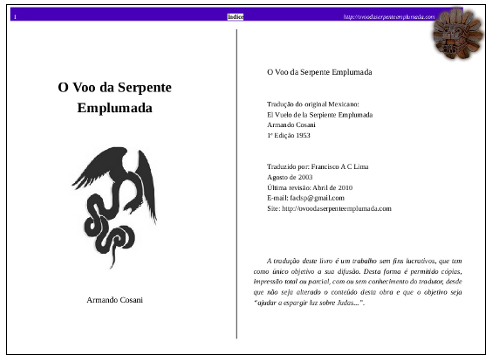 1
Índice
http://ovoodaserpenteemplumada.com
O Voo da Serpente
Emplumada
Armando Cosani
O Voo da Serpente Emplumada
Tradução do original Mexicano:
El Vuelo de la Serpiente Emplumada
Armando Cosani
1ª Edição 1953
Traduzido por: Francisco A C Lima
Agosto de 2003
Última revisão: Abril de 2010
E-mail: faclsp@gmail.com
Site: http://ovoodaserpenteemplumada.com
A tradução deste livro é um trabalho sem fins lucrativos, que tem
como único objetivo a sua difusão. Desta forma é permitido cópias,
impressão total ou parcial, com ou sem conhecimento do tradutor, desde
que não seja alterado o conteúdo desta obra e que o objetivo seja
"ajudar a espargir luz sobre Judas...".